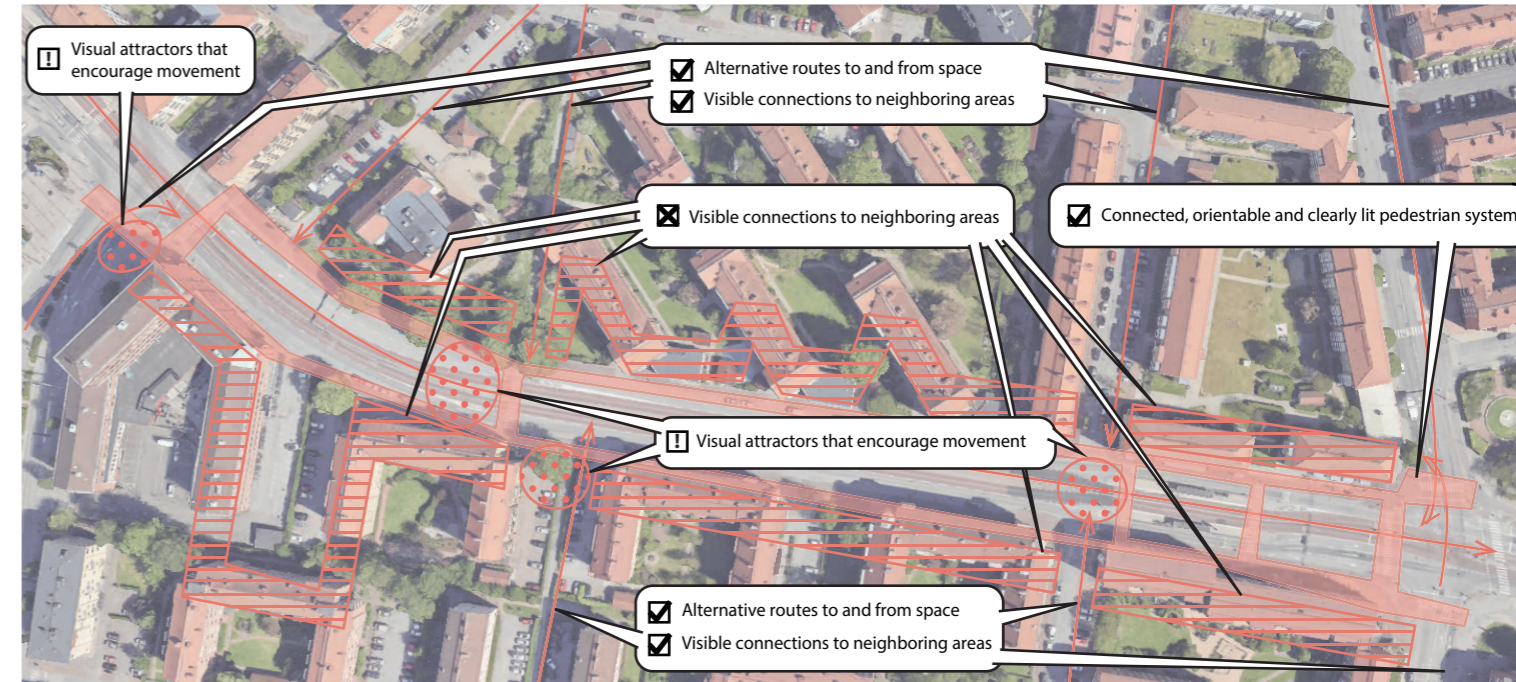 ! Visual attractors that
encourage movement
Alternative routes to and from space
Visible connections to neighboring areas
Visible connections to neighboring areas
Connected, orientable and clearly lit pedestrian system
! Visual attractors that encourage movement
Alternative routes to and from space
Visible connections to neighboring areas